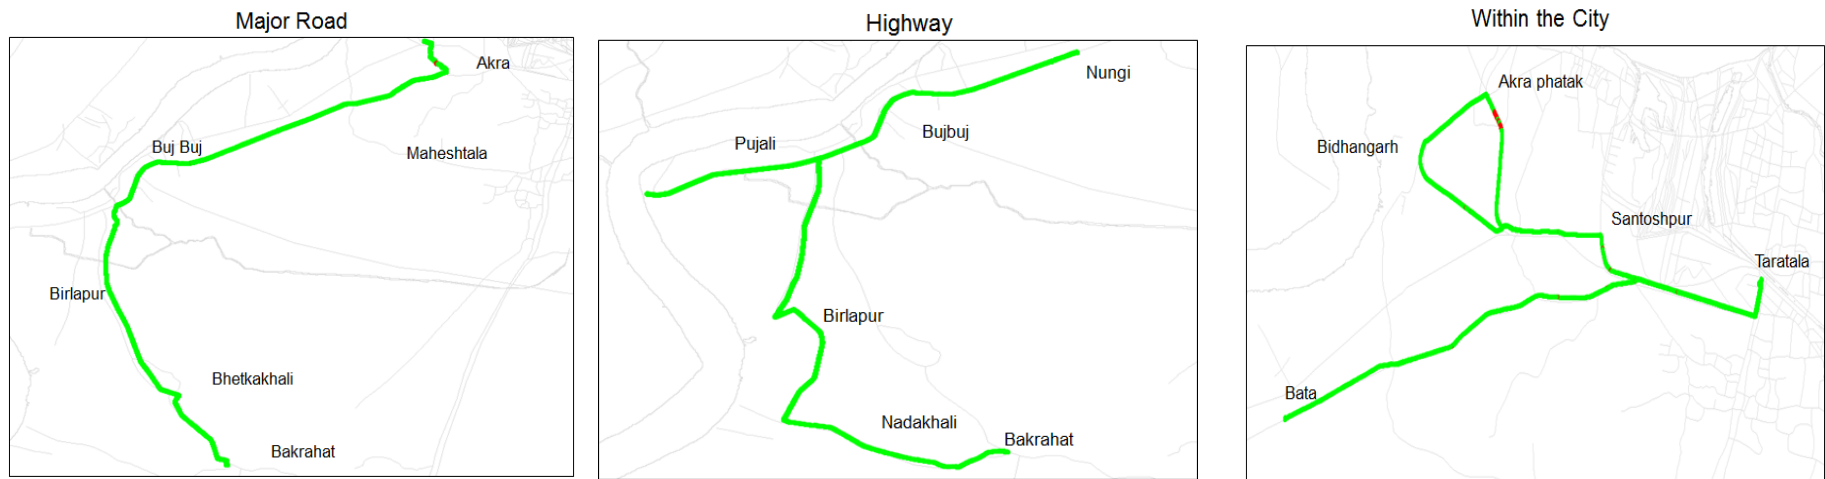 Major Road
Akra
Buj Buj
Maheshtala
Birlapur
Bhetkakhali
Bakrahat
Highway
Nungi
Bujbuj
Pujali
Birlapur
Nadakhali
Bakrahat
Within the City
Akra phatak
Bidhangarh
Santoshpur
Taratala
Bata